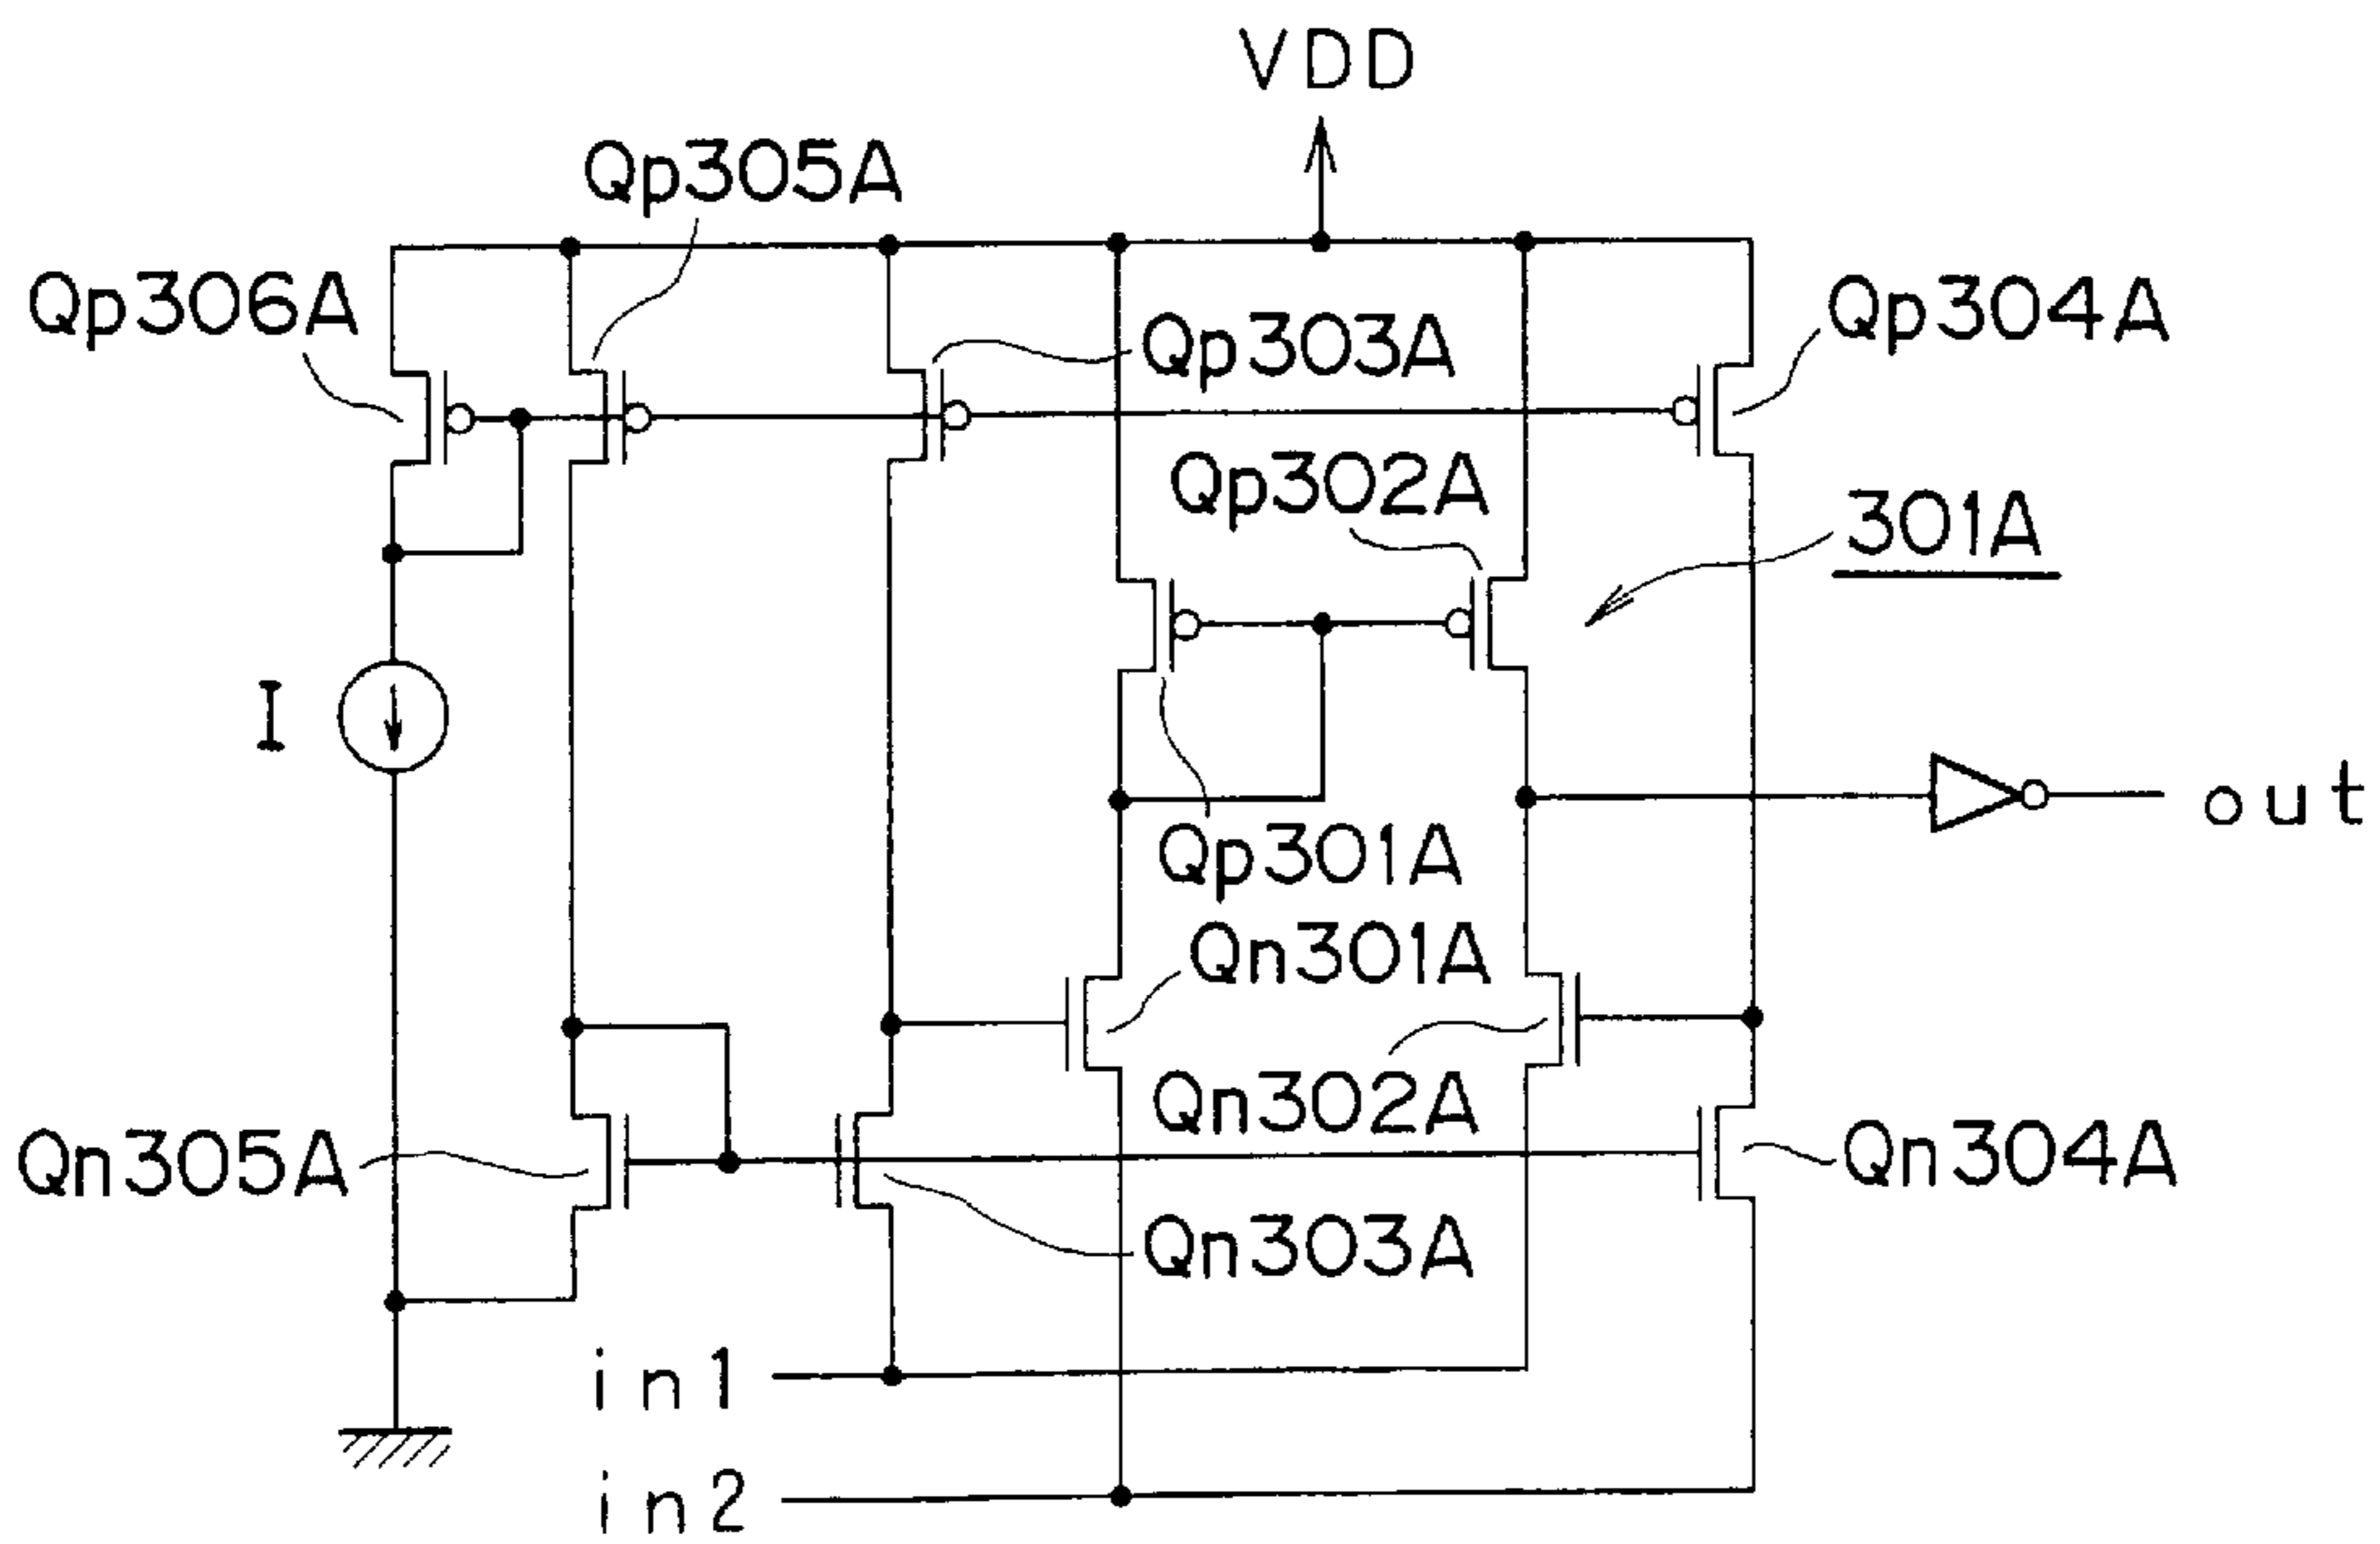 VDD
Qp305A
Qp306A
Qp303A
Qp304A
Qp302A
301A
I
out
Qp301A
Qn301A
Qn302A
Qn305A
Qn304A
Qn303A
in1
in2